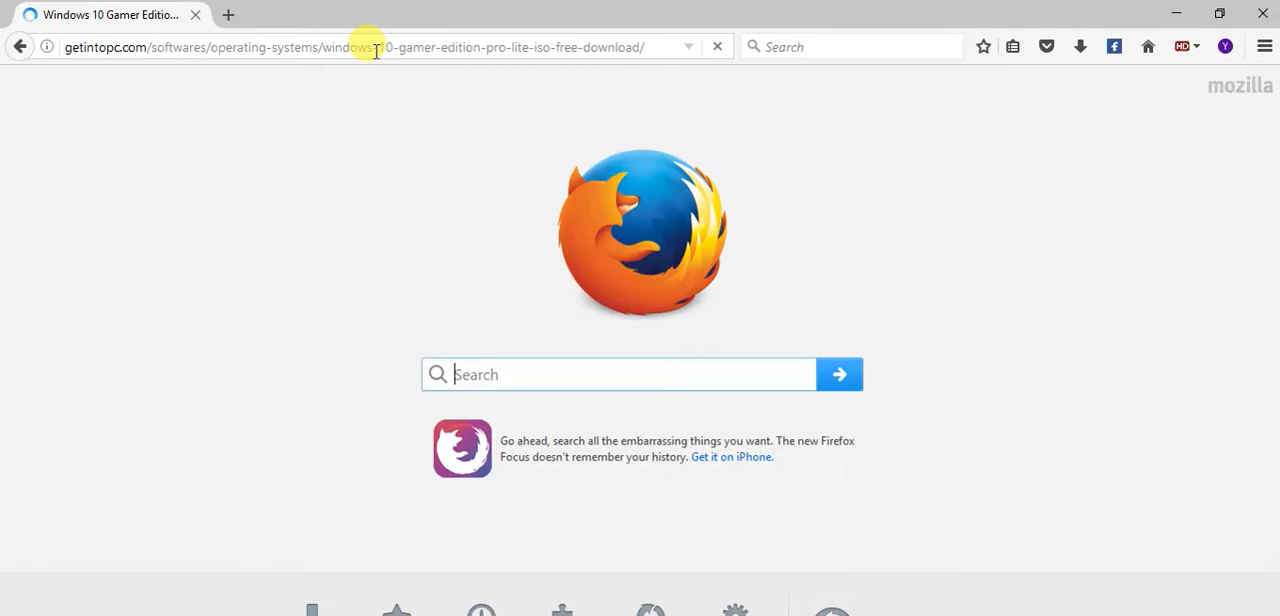 Windows 10 Gamer Editio...
getintopc.com/softwares/operating-systems/windows-10-gamer-edition-pro-lite-iso-free-download/
Search
HD
Y
mozilla
Search
Go ahead, search all the embarrassing things you want. The new Firefox
Focus doesn't remember your history. Get it on iPhone.